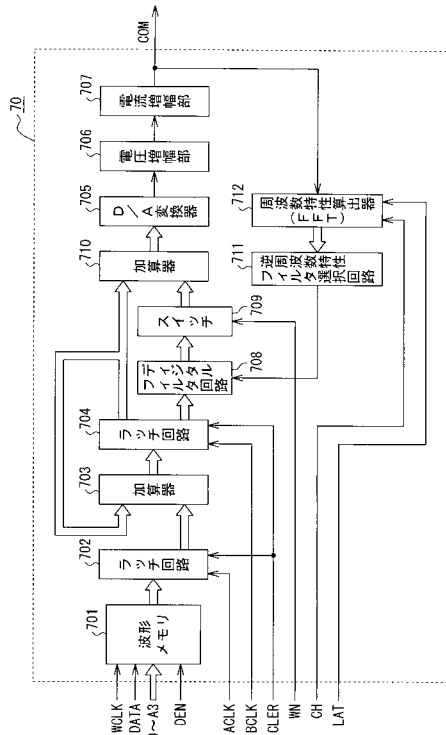 70
COM
707
電流増幅部
706
電圧増幅部
705
D／A変換器
710
加算器
709
スイッチ
708
ディジタル
フィルタ回路
704
ラッチ回路
703
加算器
702
ラッチ回路
701
波形
メモリ
712
周波数特性算出器
(FFT)
711
逆周波数特性
フィルタ選択回路
WCLK
DATA
～A3
DEN
ACLK
BCLK
CLER
WN
CH
LAT